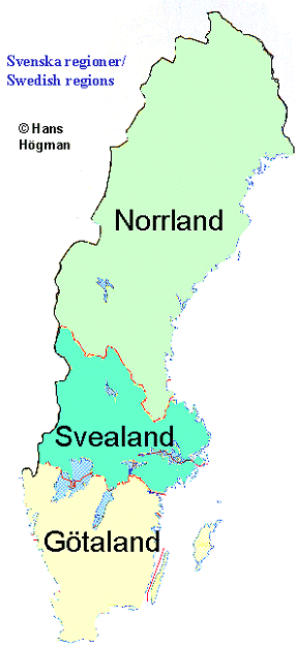 Svenska regioner/
Swedish regions
© Hans
Högman
Norrland
Svealand
Götaland